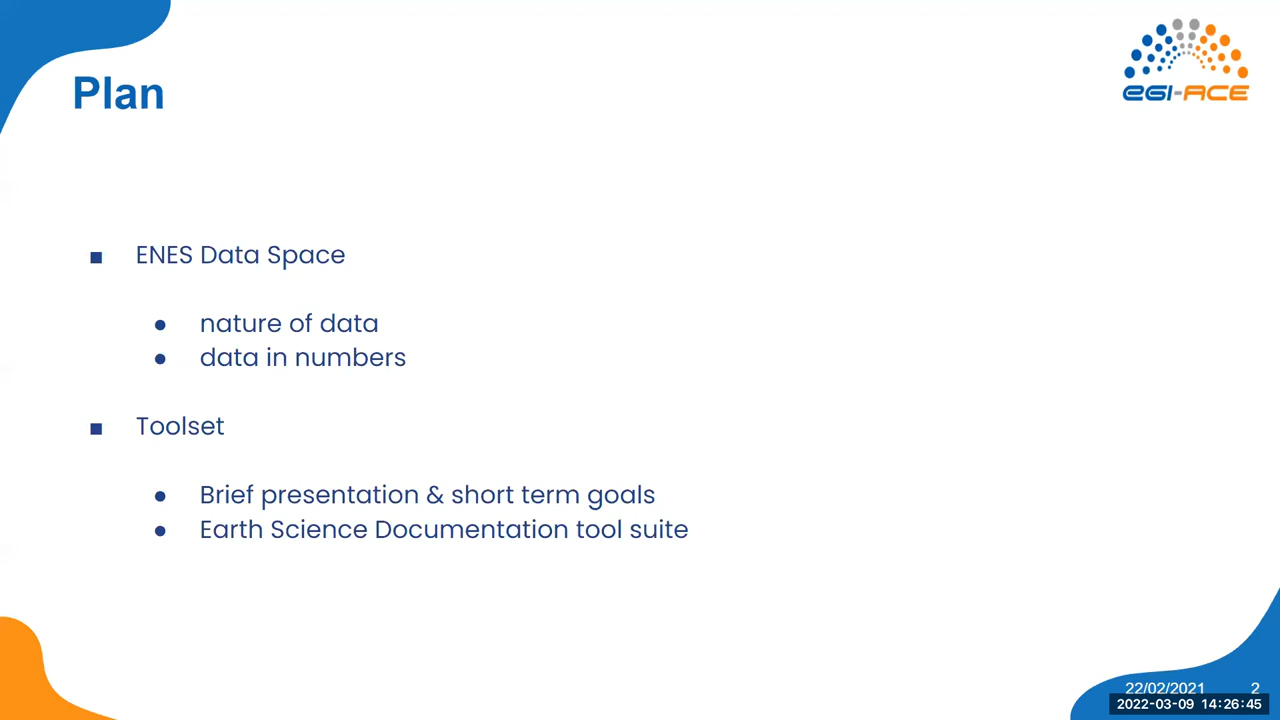 Plan
eGI-ACE
■ ENES Data Space
● nature of data
● data in numbers
■ Toolset
● Brief presentation & short term goals
● Earth Science Documentation tool suite
22/02/2021 2
2022-03-09 14:26:45